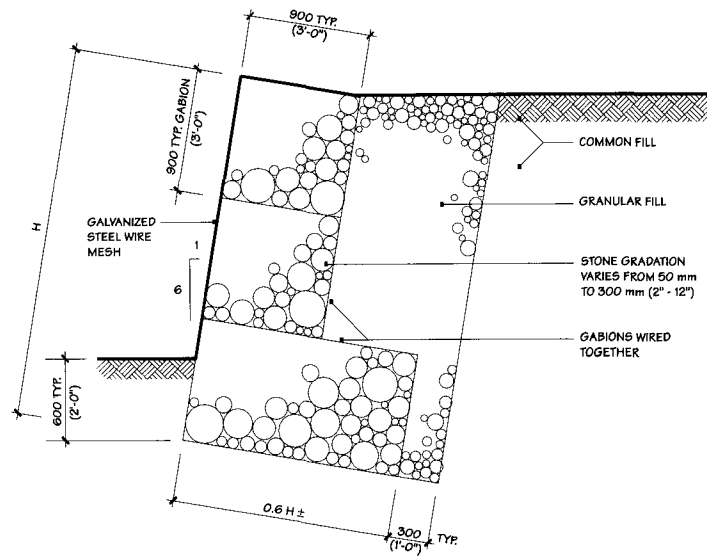 900 TYP.
(3'-0")
900 TYP. GABION
(3'-0")
H
GALVANIZED
STEEL WIRE
MESH
1
6
600 TYP.
(2'-0")
COMMON FILL
GRANULAR FILL
STONE GRADATION
VARIES FROM 50 mm
TO 300 mm (2" - 12")
GABIONS WIRED
TOGETHER
0.6 H ±
300
(1'-0")
TYP.